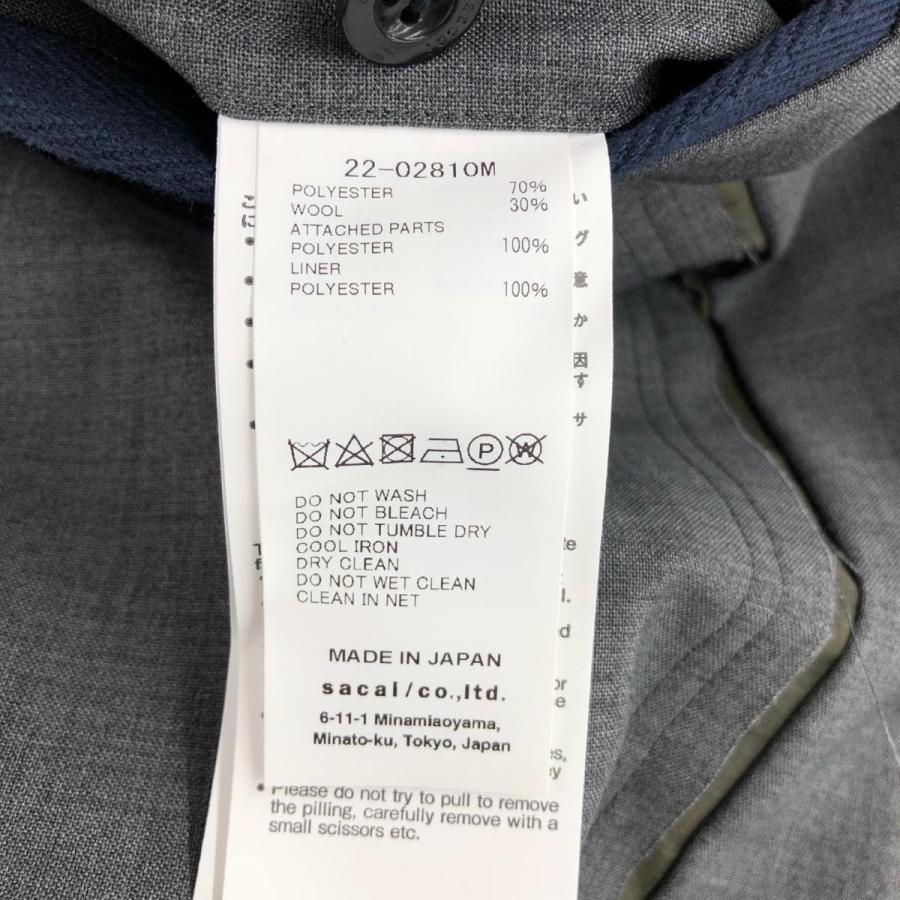 22-02810M
POLYESTER 70%
WOOL 30%
ATTACHED PARTS
POLYESTER 100%
LINER
POLYESTER 100%
DO NOT WASH
DO NOT BLEACH
DO NOT TUMBLE DRY
COOL IRON
DRY CLEAN
DO NOT WET CLEAN
CLEAN IN NET
MADE IN JAPAN
sacai/co.,ltd.
6-11-1 Minamiaoyama,
Minato-ku, Tokyo, Japan
• Please do not try to pull to remove
the pilling, carefully remove with a
small scissors etc.